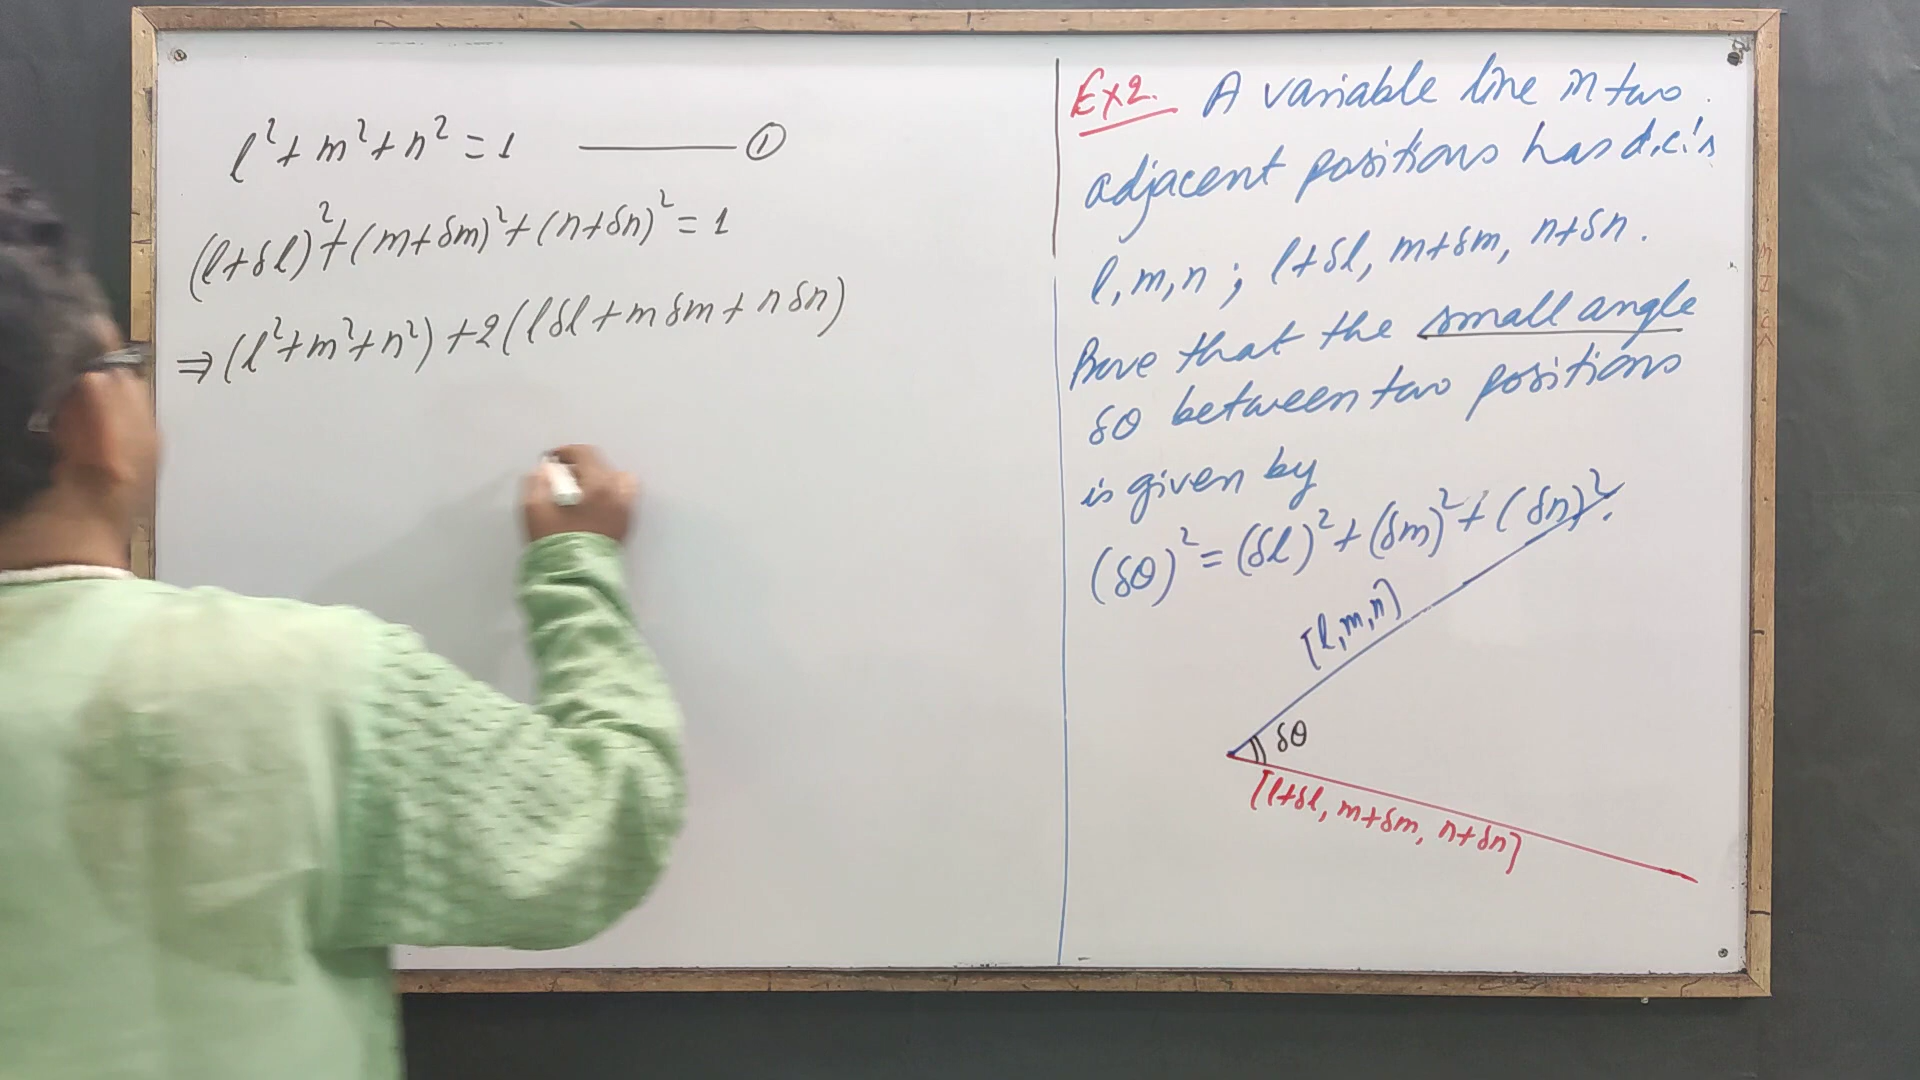 l² + m² + n² = 1 ——— ①
(l+δl)² + (m+δm)² + (n+δn)² = 1
⇒ (l²+m²+n²) + 2(lδl + mδm + nδn)
Ex2. A variable line in two
adjacent positions has d.c.'s
l, m, n ; l+δl, m+δm, n+δn.
Prove that the small angle
δθ between two positions
is given by
(δθ)² = (δl)² + (δm)² + (δn)².
[l, m, n]
δθ
[l+δl, m+δm, n+δn]